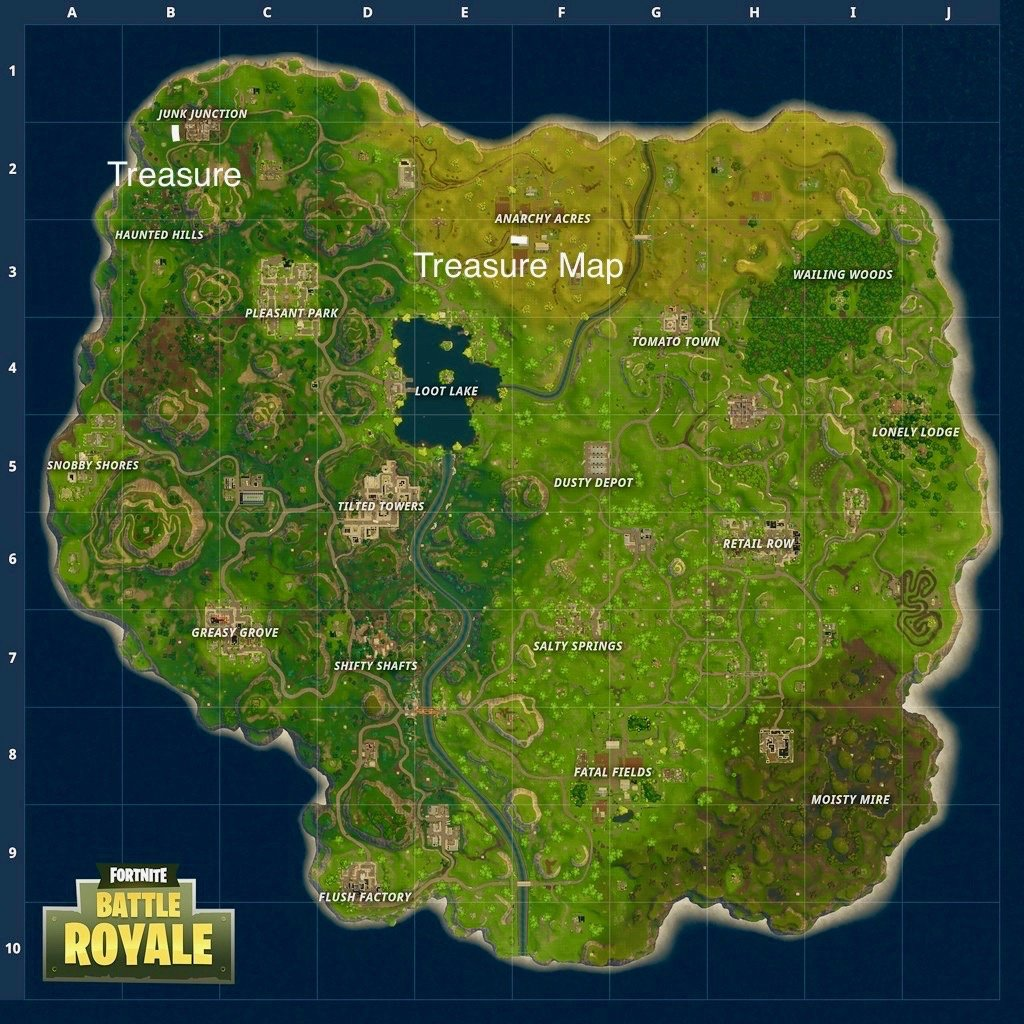 A B C D E F G H I J
1
JUNK JUNCTION
2
Treasure
ANARCHY ACRES
HAUNTED HILLS
3
Treasure Map
WAILING WOODS
PLEASANT PARK
TOMATO TOWN
4
LOOT LAKE
LONELY LODGE
5
SNOBBY SHORES
DUSTY DEPOT
TILTED TOWERS
RETAIL ROW
6
GREASY GROVE
SALTY SPRINGS
7
SHIFTY SHAFTS
8
FATAL FIELDS
MOISTY MIRE
9
FLUSH FACTORY
FORTNITE
BATTLE
ROYALE
10